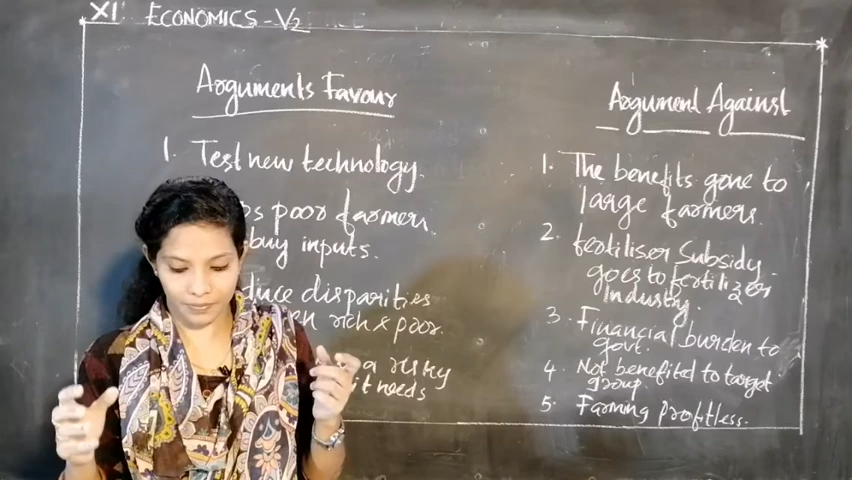 XI ECONOMICS - V2
Arguments Favour
1. Test new technology.
poor farmers
buy inputs.
disparities
rich & poor.
a risky
needs
Argument Against
1. The benefits gone to
large farmers.
2. fertiliser Subsidy
goes to fertilizer
Industry.
3. Financial burden to
govt.
4. Not benefited to target
group.
5. Farming profitless.